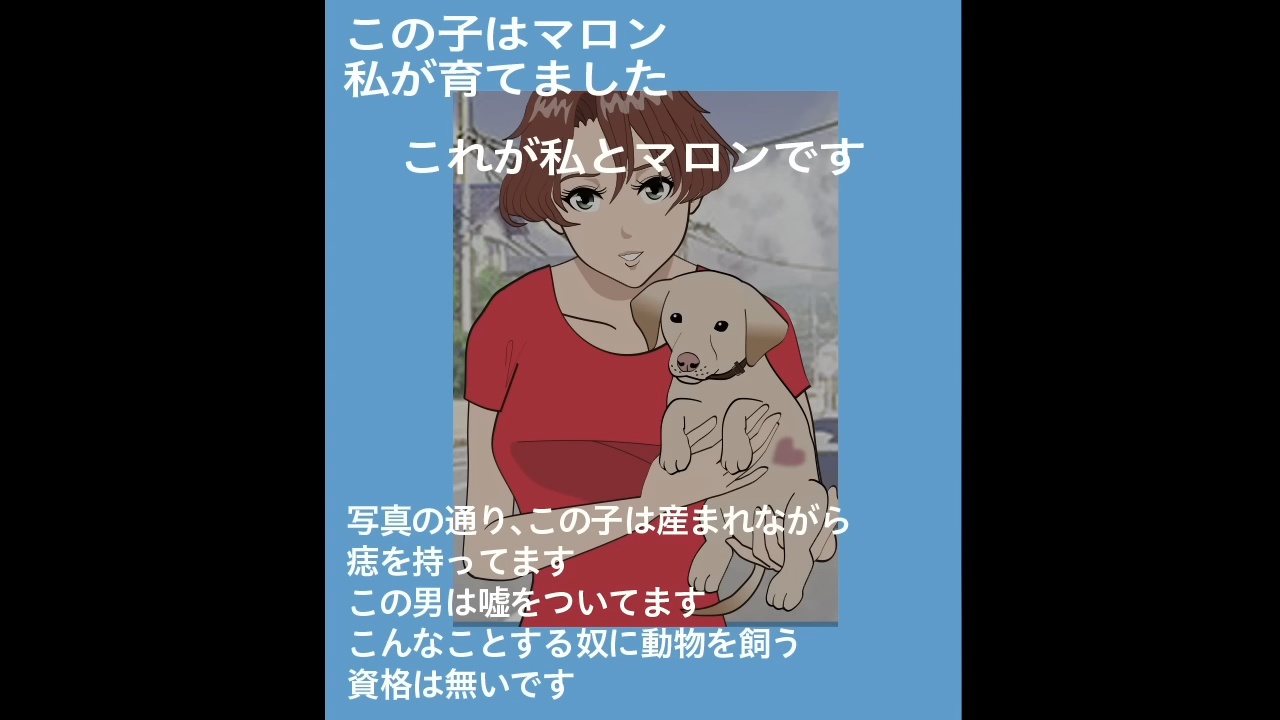 この子はマロン
私が育てました
これが私とマロンです
写真の通り、この子は産まれながら
痣を持ってます
この男は嘘をついてます
こんなことする奴に動物を飼う
資格は無いです